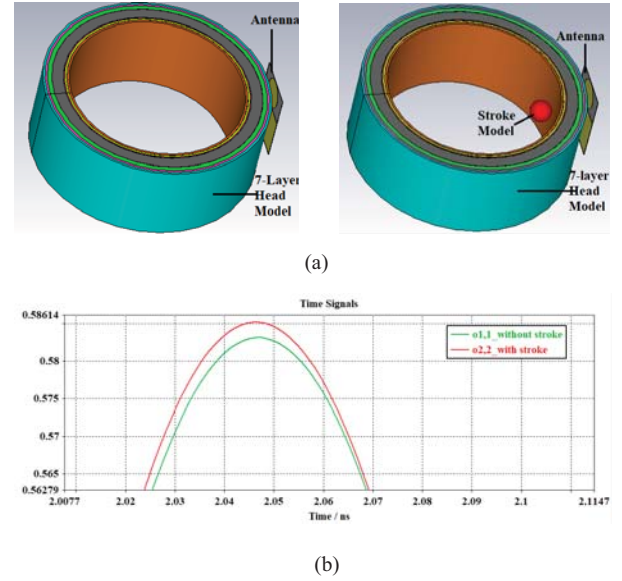 Antenna
7-Layer
Head
Model
Antenna
Stroke
Model
7-layer
Head
Model
(a)
Time Signals
0.58614
0.58
0.575
0.57
0.565
0.56279
o1,1_without stroke
o2,2_with stroke
2.0077 2.02 2.03 2.04 2.05 2.06 2.07 2.08 2.09 2.1 2.1147
Time / ns
(b)